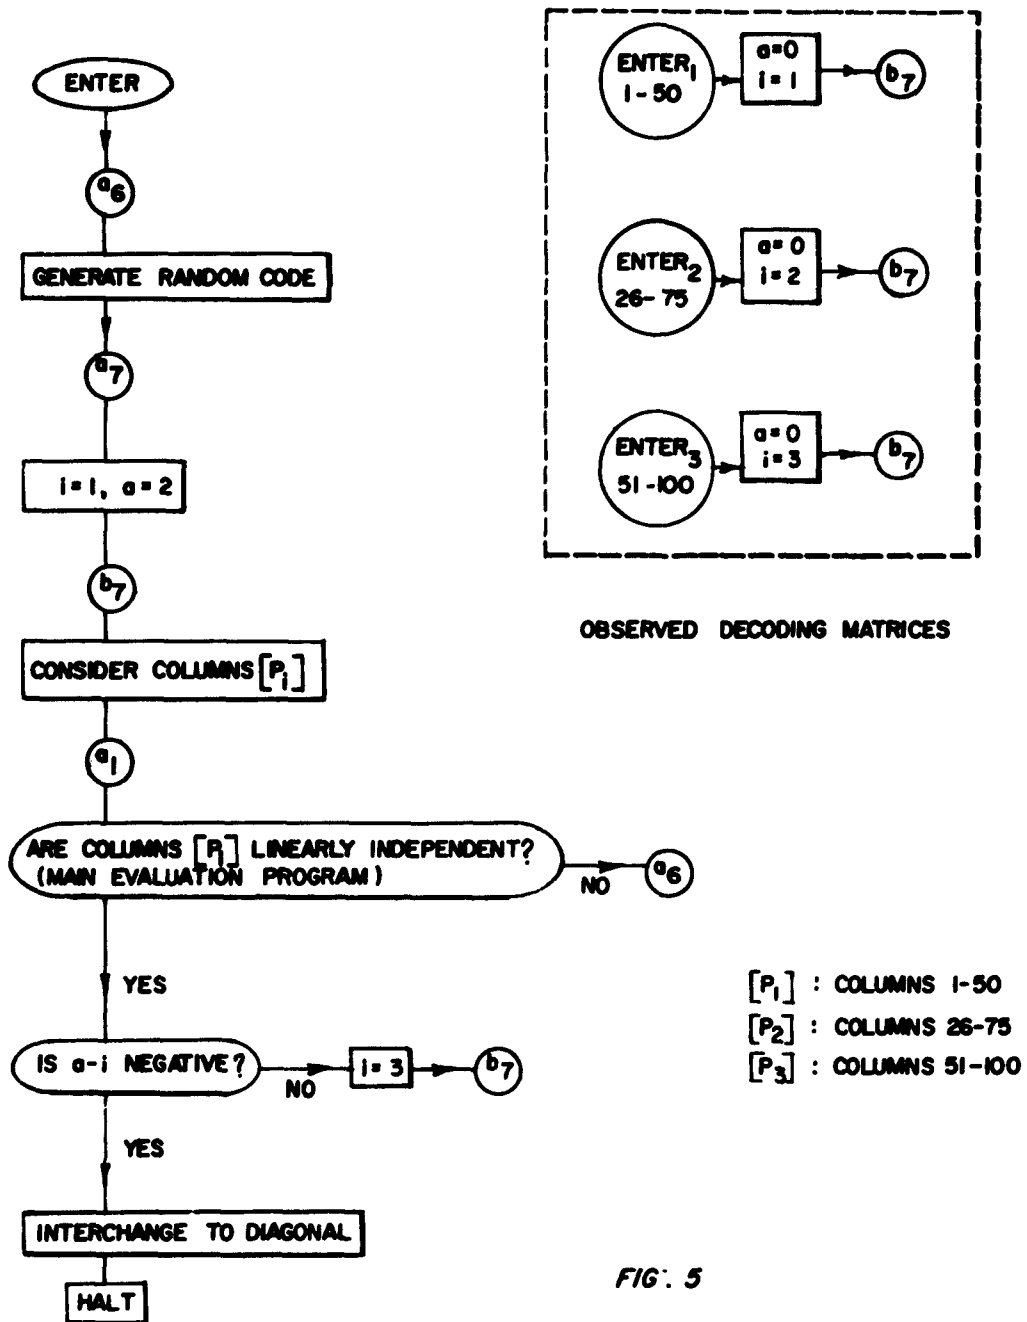 ENTER
a6
GENERATE RANDOM CODE
a7
i=1, a=2
b7
CONSIDER COLUMNS [Pi]
a1
ARE COLUMNS [Pi] LINEARLY INDEPENDENT?
(MAIN EVALUATION PROGRAM)
NO
a6
YES
IS a-i NEGATIVE?
NO
i=3
b7
YES
INTERCHANGE TO DIAGONAL
HALT
ENTER1
1-50
a=0
i=1
b7
ENTER2
26-75
a=0
i=2
b7
ENTER3
51-100
a=0
i=3
b7
OBSERVED DECODING MATRICES
[P1] : COLUMNS 1-50
[P2] : COLUMNS 26-75
[P3] : COLUMNS 51-100
FIG. 5